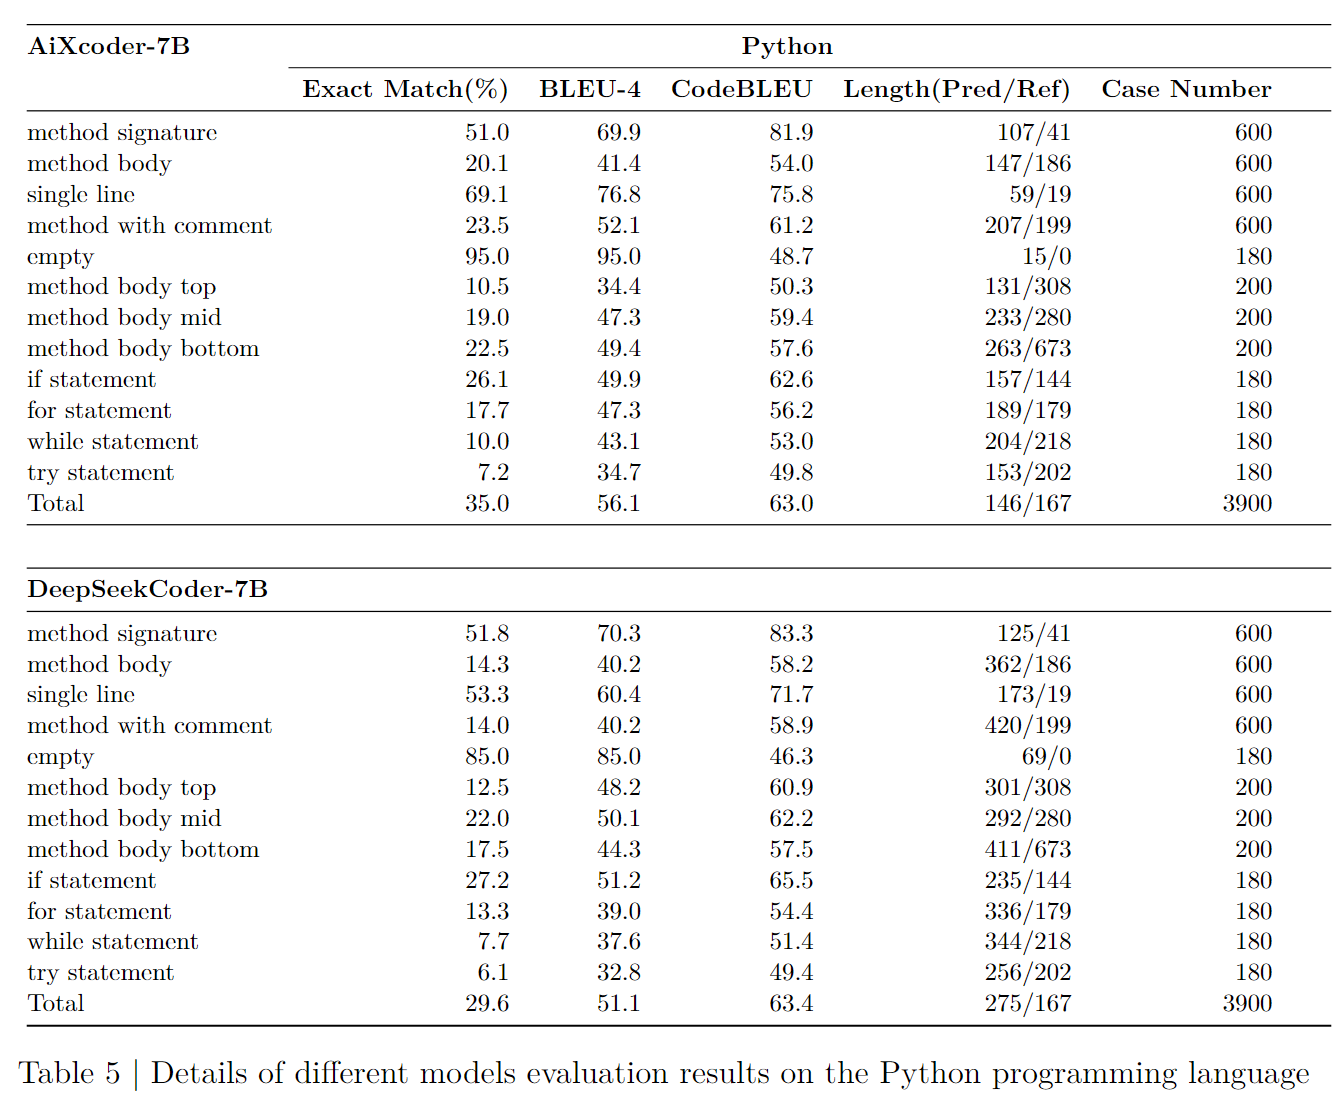 AiXcoder-7B Python
Exact Match(%) BLEU-4 CodeBLEU Length(Pred/Ref) Case Number
method signature 51.0 69.9 81.9 107/41 600
method body 20.1 41.4 54.0 147/186 600
single line 69.1 76.8 75.8 59/19 600
method with comment 23.5 52.1 61.2 207/199 600
empty 95.0 95.0 48.7 15/0 180
method body top 10.5 34.4 50.3 131/308 200
method body mid 19.0 47.3 59.4 233/280 200
method body bottom 22.5 49.4 57.6 263/673 200
if statement 26.1 49.9 62.6 157/144 180
for statement 17.7 47.3 56.2 189/179 180
while statement 10.0 43.1 53.0 204/218 180
try statement 7.2 34.7 49.8 153/202 180
Total 35.0 56.1 63.0 146/167 3900
DeepSeekCoder-7B
method signature 51.8 70.3 83.3 125/41 600
method body 14.3 40.2 58.2 362/186 600
single line 53.3 60.4 71.7 173/19 600
method with comment 14.0 40.2 58.9 420/199 600
empty 85.0 85.0 46.3 69/0 180
method body top 12.5 48.2 60.9 301/308 200
method body mid 22.0 50.1 62.2 292/280 200
method body bottom 17.5 44.3 57.5 411/673 200
if statement 27.2 51.2 65.5 235/144 180
for statement 13.3 39.0 54.4 336/179 180
while statement 7.7 37.6 51.4 344/218 180
try statement 6.1 32.8 49.4 256/202 180
Total 29.6 51.1 63.4 275/167 3900
Table 5 | Details of different models evaluation results on the Python programming language